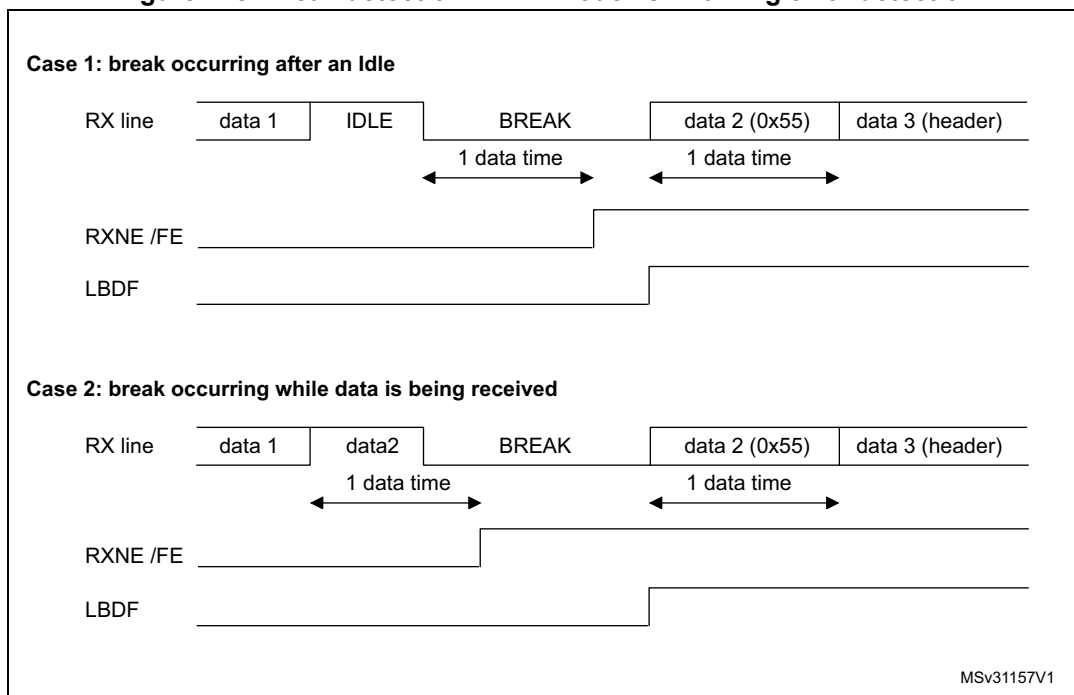 Case 1: break occurring after an Idle
RX line data 1 IDLE BREAK data 2 (0x55) data 3 (header)
1 data time 1 data time
RXNE /FE
LBDF
Case 2: break occurring while data is being received
RX line data 1 data2 BREAK data 2 (0x55) data 3 (header)
1 data time 1 data time
RXNE /FE
LBDF
MSv31157V1